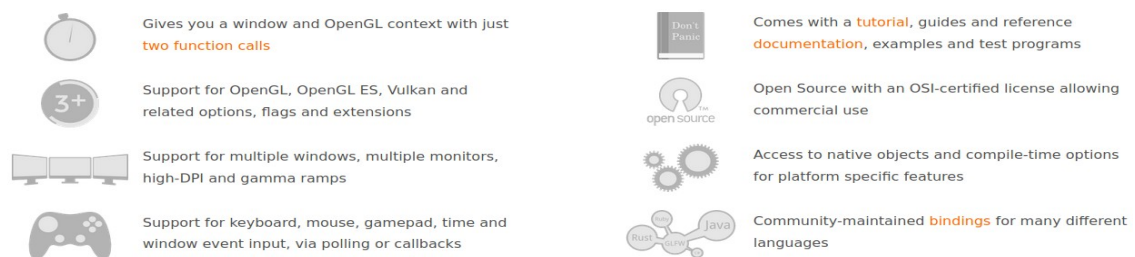 Gives you a window and OpenGL context with just
two function calls
3+
Support for OpenGL, OpenGL ES, Vulkan and
related options, flags and extensions
Support for multiple windows, multiple monitors,
high-DPI and gamma ramps
Support for keyboard, mouse, gamepad, time and
window event input, via polling or callbacks
Don't
Panic
Comes with a tutorial, guides and reference
documentation, examples and test programs
TM
open source
Open Source with an OSI-certified license allowing
commercial use
Access to native objects and compile-time options
for platform specific features
Ruby
Java
Rust
GLFW
Community-maintained bindings for many different
languages